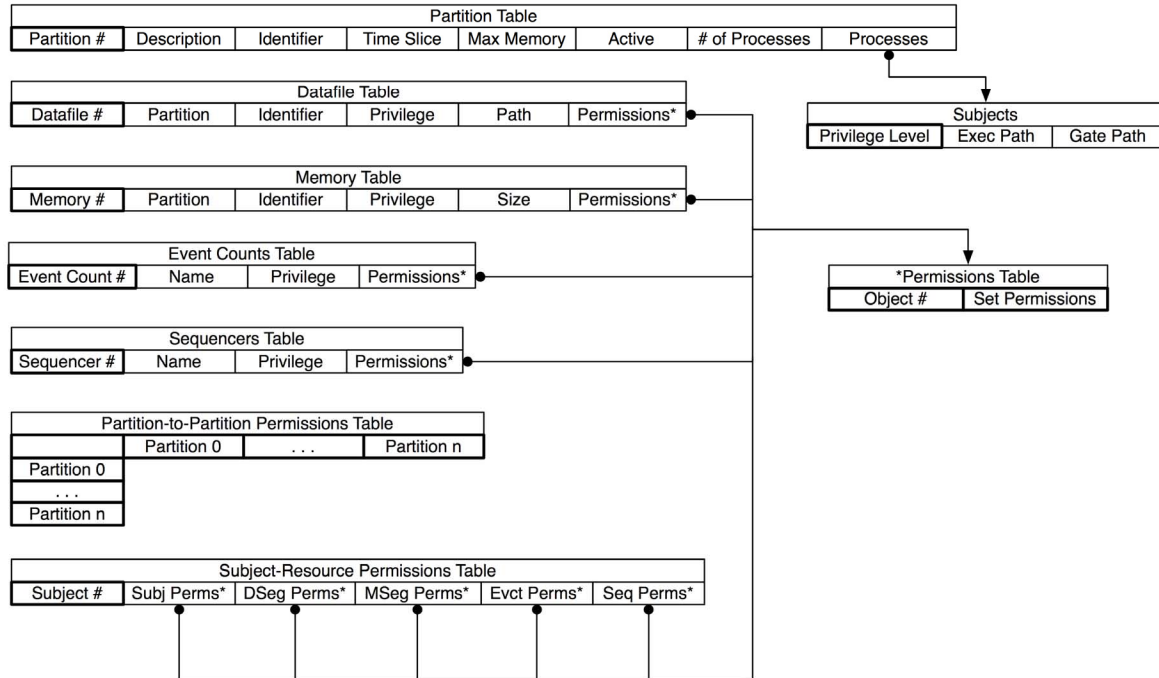 Partition Table
Partition # Description Identifier Time Slice Max Memory Active # of Processes Processes
Datafile Table
Datafile # Partition Identifier Privilege Path Permissions*
Subjects
Privilege Level Exec Path Gate Path
Memory Table
Memory # Partition Identifier Privilege Size Permissions*
Event Counts Table
Event Count # Name Privilege Permissions*
*Permissions Table
Object # Set Permissions
Sequencers Table
Sequencer # Name Privilege Permissions*
Partition-to-Partition Permissions Table
Partition 0 . . . Partition n
Partition 0
. . .
Partition n
Subject-Resource Permissions Table
Subject # Subj Perms* DSeg Perms* MSeg Perms* Evct Perms* Seq Perms*